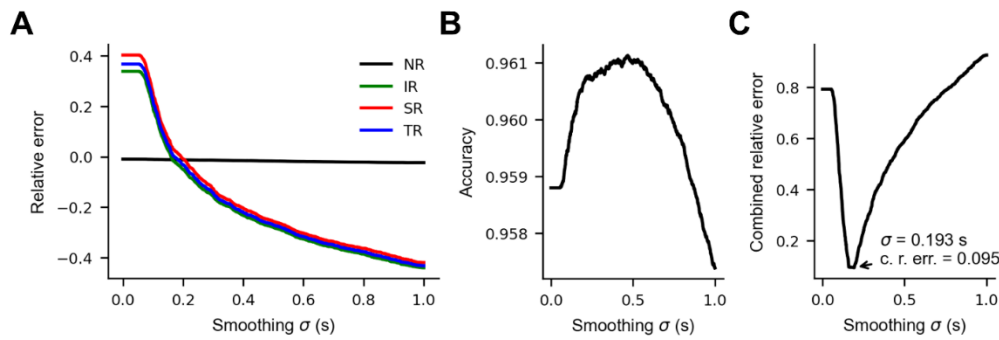 A
Relative error
0.4
0.2
0.0
−0.2
−0.4
0.0
0.2
0.4
0.6
0.8
1.0
Smoothing σ (s)
NR
IR
SR
TR
B
Accuracy
0.961
0.960
0.959
0.958
0.0
0.5
1.0
Smoothing σ (s)
C
Combined relative error
0.8
0.6
0.4
0.2
0.0
0.5
1.0
Smoothing σ (s)
σ = 0.193 s
c. r. err. = 0.095